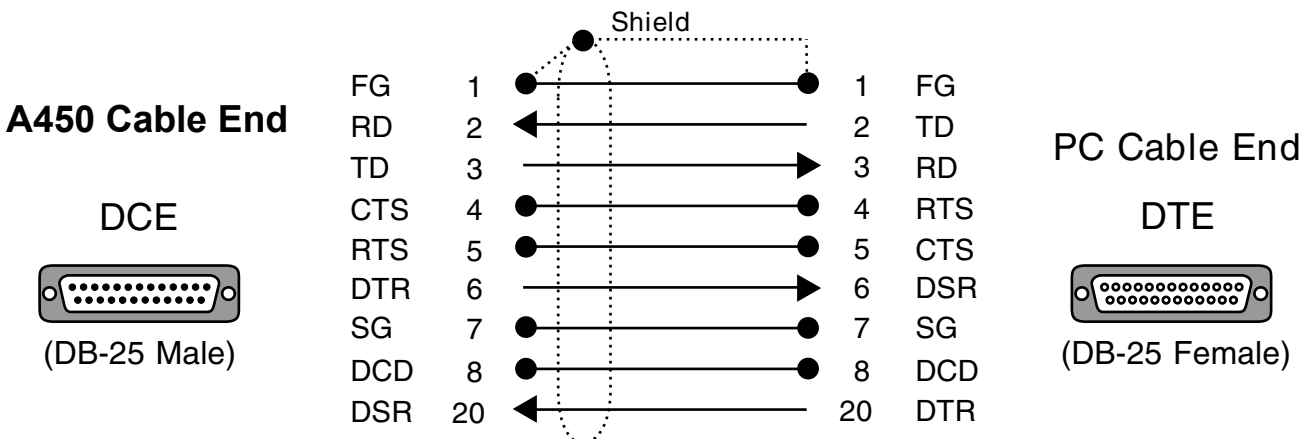 Shield
FG 1 1 FG
A450 Cable End
RD 2 2 TD
PC Cable End
TD 3 3 RD
DCE
CTS 4 4 RTS
DTE
RTS 5 5 CTS
DTR 6 6 DSR
SG 7 7 SG
(DB-25 Male)
(DB-25 Female)
DCD 8 8 DCD
DSR 20 20 DTR